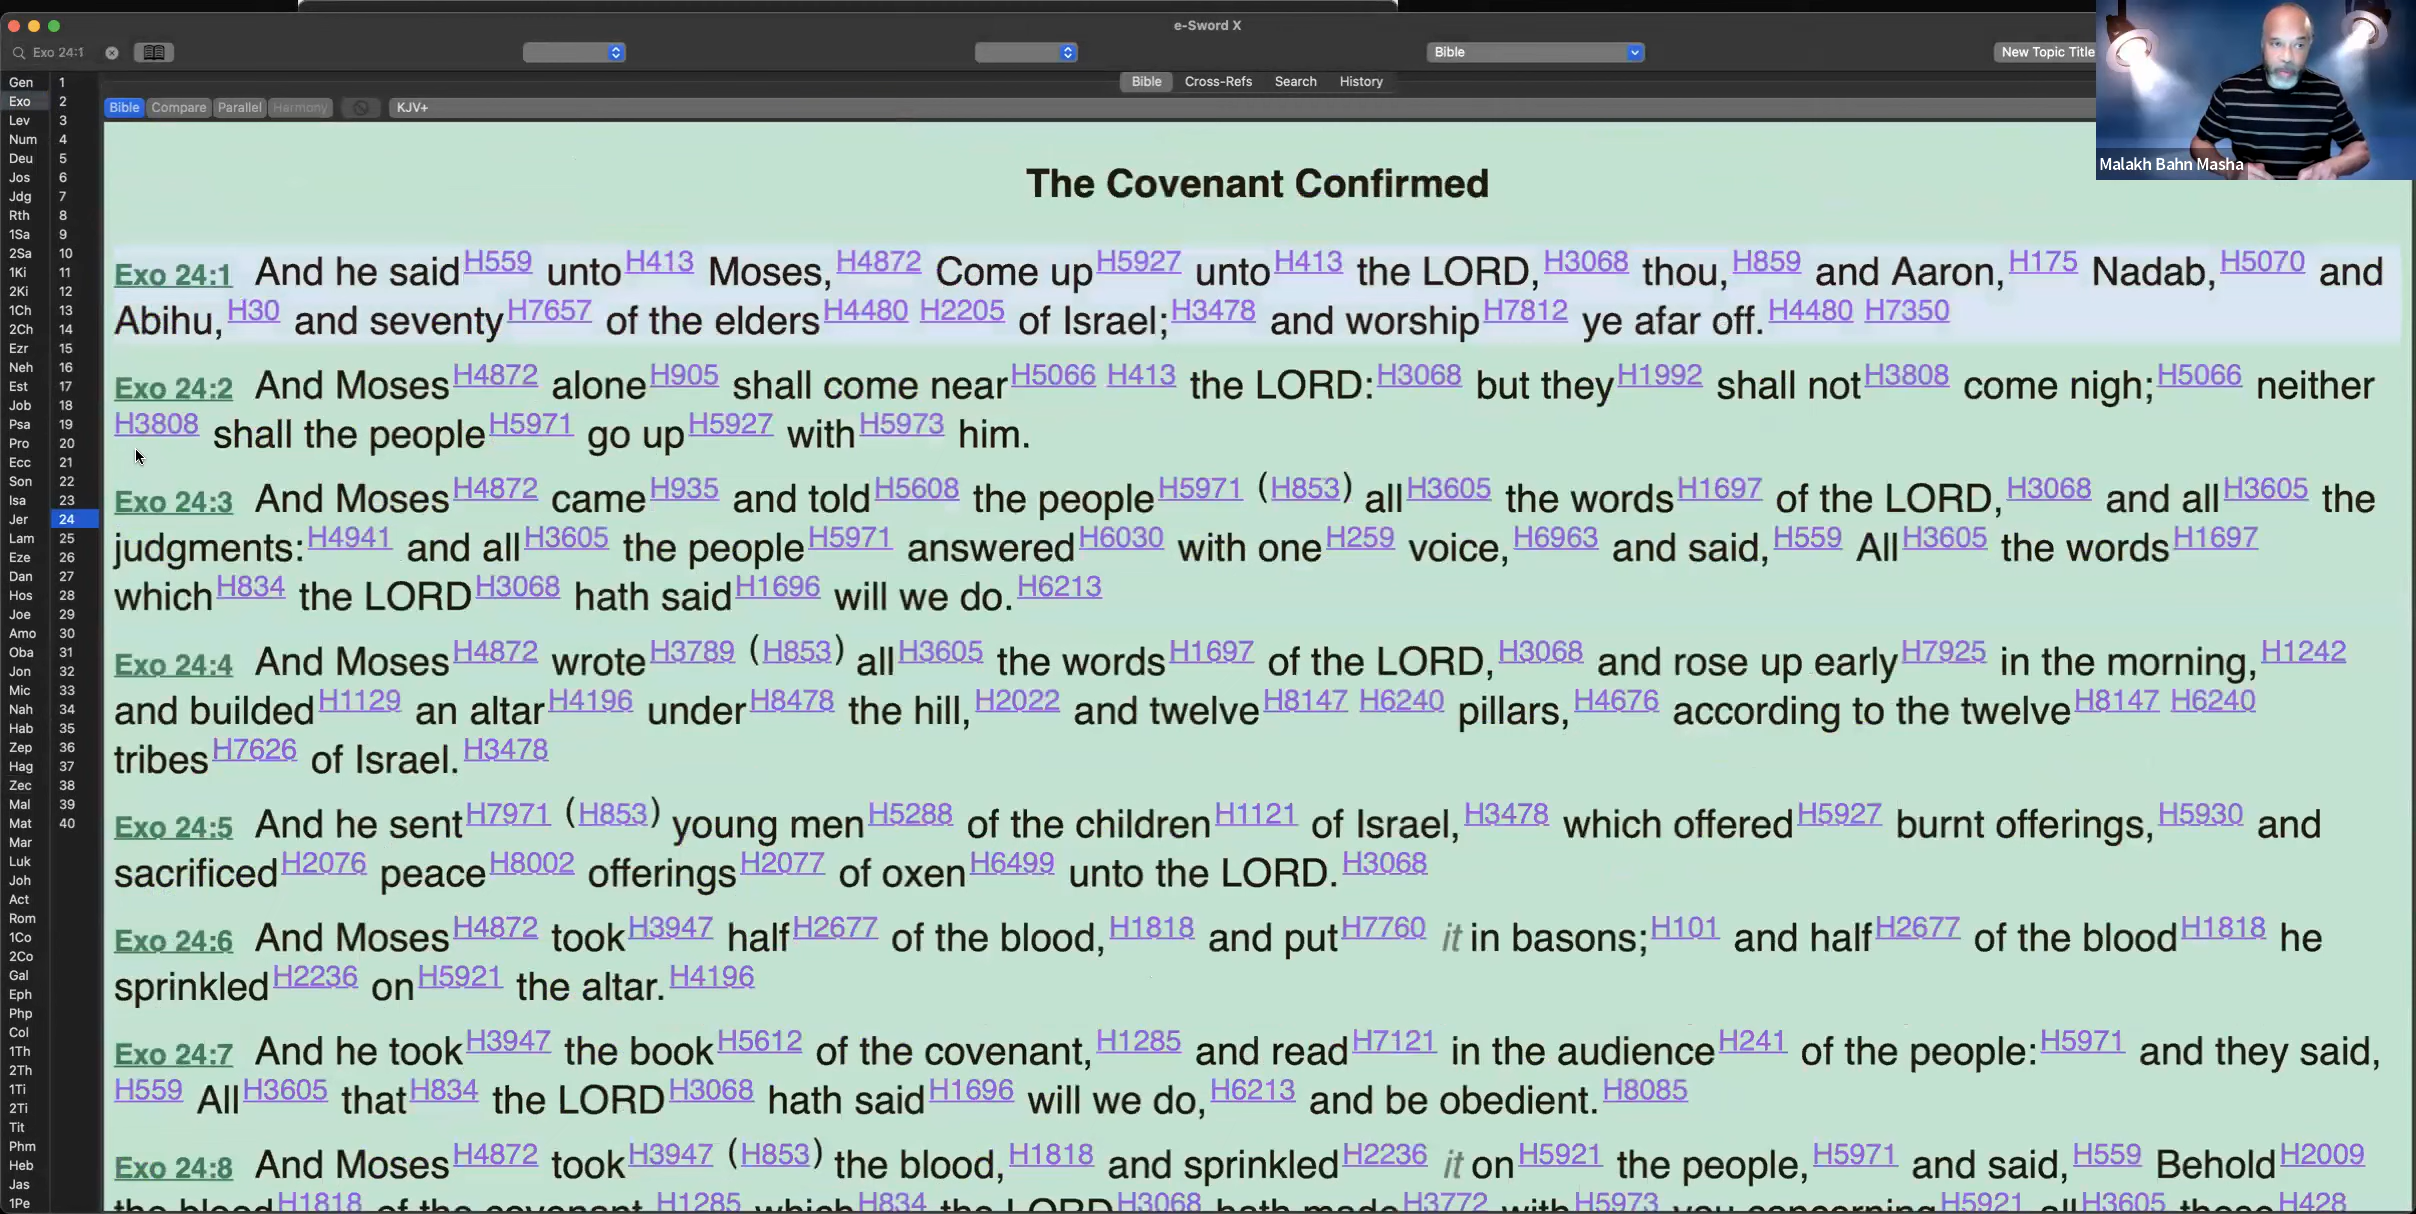 e-Sword X
Exo 24:1
Bible
New Topic Title
Bible Cross-Refs Search History
Bible Compare Parallel Harmony KJV+
Malakh Bahn Masha
Gen 1
Exo 2
Lev 3
Num 4
Deu 5
Jos 6
Jdg 7
Rth 8
1Sa 9
2Sa 10
1Ki 11
2Ki 12
1Ch 13
2Ch 14
Ezr 15
Neh 16
Est 17
Job 18
Psa 19
Pro 20
Ecc 21
Son 22
Isa 23
Jer 24
Lam 25
Eze 26
Dan 27
Hos 28
Joe 29
Amo 30
Oba 31
Jon 32
Mic 33
Nah 34
Hab 35
Zep 36
Hag 37
Zec 38
Mal 39
Mat 40
Mar
Luk
Joh
Act
Rom
1Co
2Co
Gal
Eph
Php
Col
1Th
2Th
1Ti
2Ti
Tit
Phm
Heb
Jas
1Pe
The Covenant Confirmed
Exo 24:1 And he said H559 unto H413 Moses, H4872 Come up H5927 unto H413 the LORD, H3068 thou, H859 and Aaron, H175 Nadab, H5070 and
Abihu, H30 and seventy H7657 of the elders H4480 H2205 of Israel; H3478 and worship H7812 ye afar off. H4480 H7350
Exo 24:2 And Moses H4872 alone H905 shall come near H5066 H413 the LORD: H3068 but they H1992 shall not H3808 come nigh; H5066 neither
H3808 shall the people H5971 go up H5927 with H5973 him.
Exo 24:3 And Moses H4872 came H935 and told H5608 the people H5971 (H853) all H3605 the words H1697 of the LORD, H3068 and all H3605 the
judgments: H4941 and all H3605 the people H5971 answered H6030 with one H259 voice, H6963 and said, H559 All H3605 the words H1697
which H834 the LORD H3068 hath said H1696 will we do. H6213
Exo 24:4 And Moses H4872 wrote H3789 (H853) all H3605 the words H1697 of the LORD, H3068 and rose up early H7925 in the morning, H1242
and builded H1129 an altar H4196 under H8478 the hill, H2022 and twelve H8147 H6240 pillars, H4676 according to the twelve H8147 H6240
tribes H7626 of Israel. H3478
Exo 24:5 And he sent H7971 (H853) young men H5288 of the children H1121 of Israel, H3478 which offered H5927 burnt offerings, H5930 and
sacrificed H2076 peace H8002 offerings H2077 of oxen H6499 unto the LORD. H3068
Exo 24:6 And Moses H4872 took H3947 half H2677 of the blood, H1818 and put H7760 it in basons; H101 and half H2677 of the blood H1818 he
sprinkled H2236 on H5921 the altar. H4196
Exo 24:7 And he took H3947 the book H5612 of the covenant, H1285 and read H7121 in the audience H241 of the people: H5971 and they said,
H559 All H3605 that H834 the LORD H3068 hath said H1696 will we do, H6213 and be obedient. H8085
Exo 24:8 And Moses H4872 took H3947 (H853) the blood, H1818 and sprinkled H2236 it on H5921 the people, H5971 and said, H559 Behold H2009
the blood H1818 of the covenant, H1285 which H834 the LORD H3068 hath made H3772 with H5973 you concerning H5921 all H3605 these H428